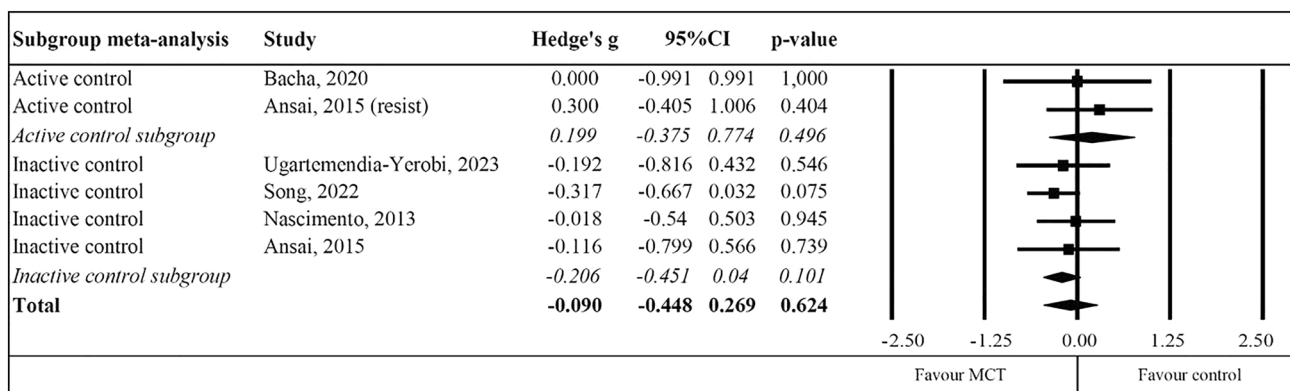 Subgroup meta-analysis Study Hedge's g 95%CI p-value
Active control Bacha, 2020 0.000 -0.991 0.991 1,000
Active control Ansai, 2015 (resist) 0.300 -0.405 1.006 0.404
Active control subgroup 0.199 -0.375 0.774 0.496
Inactive control Ugartemendia-Yerobi, 2023 -0.192 -0.816 0.432 0.546
Inactive control Song, 2022 -0.317 -0.667 0.032 0.075
Inactive control Nascimento, 2013 -0.018 -0.54 0.503 0.945
Inactive control Ansai, 2015 -0.116 -0.799 0.566 0.739
Inactive control subgroup -0.206 -0.451 0.04 0.101
Total -0.090 -0.448 0.269 0.624
-2.50 -1.25 0.00 1.25 2.50
Favour MCT Favour control